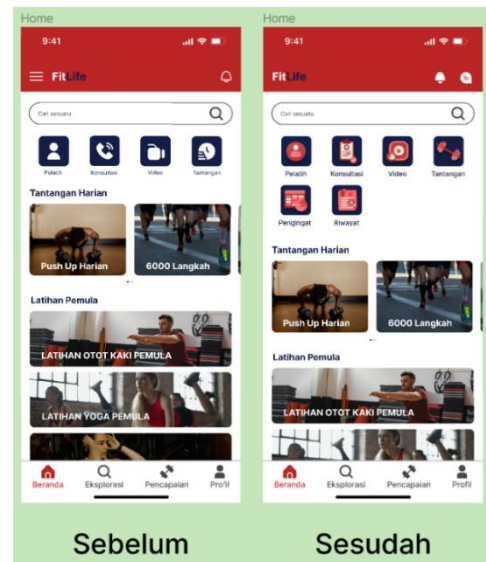 Home
9:41
FitLife
Cari sesuatu
Pelatih Konsultasi Video Tantangan
Tantangan Harian
Push Up Harian 6000 Langkah
Latihan Pemula
LATIHAN OTOT KAKI PEMULA
LATIHAN YOGA PEMULA
Beranda Eksplorasi Pencapaian Profil
Sebelum
Home
9:41
FitLife
Cari sesuatu
Pelatih Konsultasi Video Tantangan
Pengingat Riwayat
Tantangan Harian
Push Up Harian 6000 Langkah
Latihan Pemula
LATIHAN OTOT KAKI PEMULA
Beranda Eksplorasi Pencapaian Profil
Sesudah